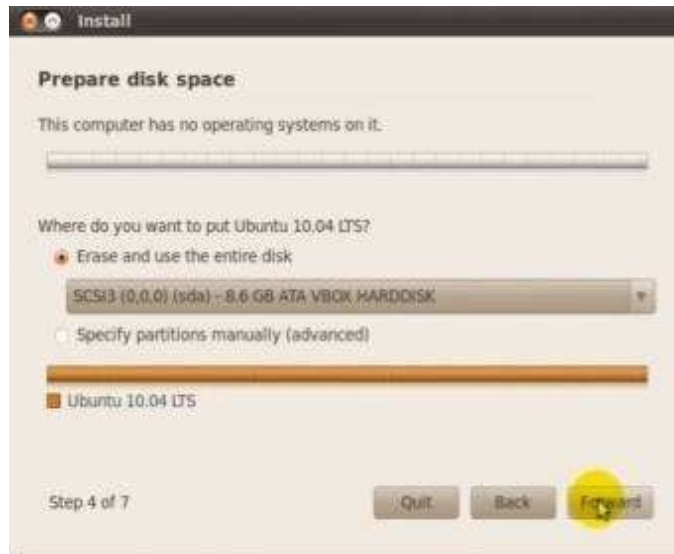 Install
Prepare disk space
This computer has no operating systems on it.
Where do you want to put Ubuntu 10.04 LTS?
Erase and use the entire disk
SCSI3 (0,0,0) (sda) - 8.6 GB ATA VBOX HARDDISK
Specify partitions manually (advanced)
Ubuntu 10.04 LTS
Step 4 of 7
Quit Back Forward